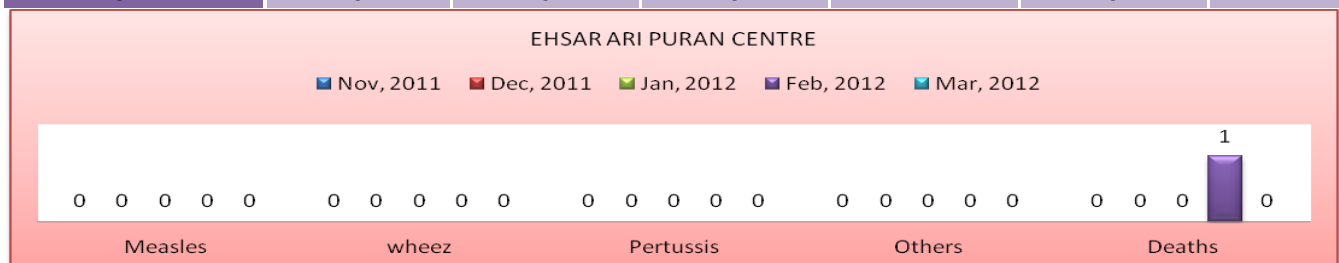 EHSAR ARI PURAN CENTRE
Nov, 2011 Dec, 2011 Jan, 2012 Feb, 2012 Mar, 2012
1
0 0 0 0 0 0 0 0 0 0 0 0 0 0 0 0 0 0 0 0 0 0 0 0
Measles wheez Pertussis Others Deaths